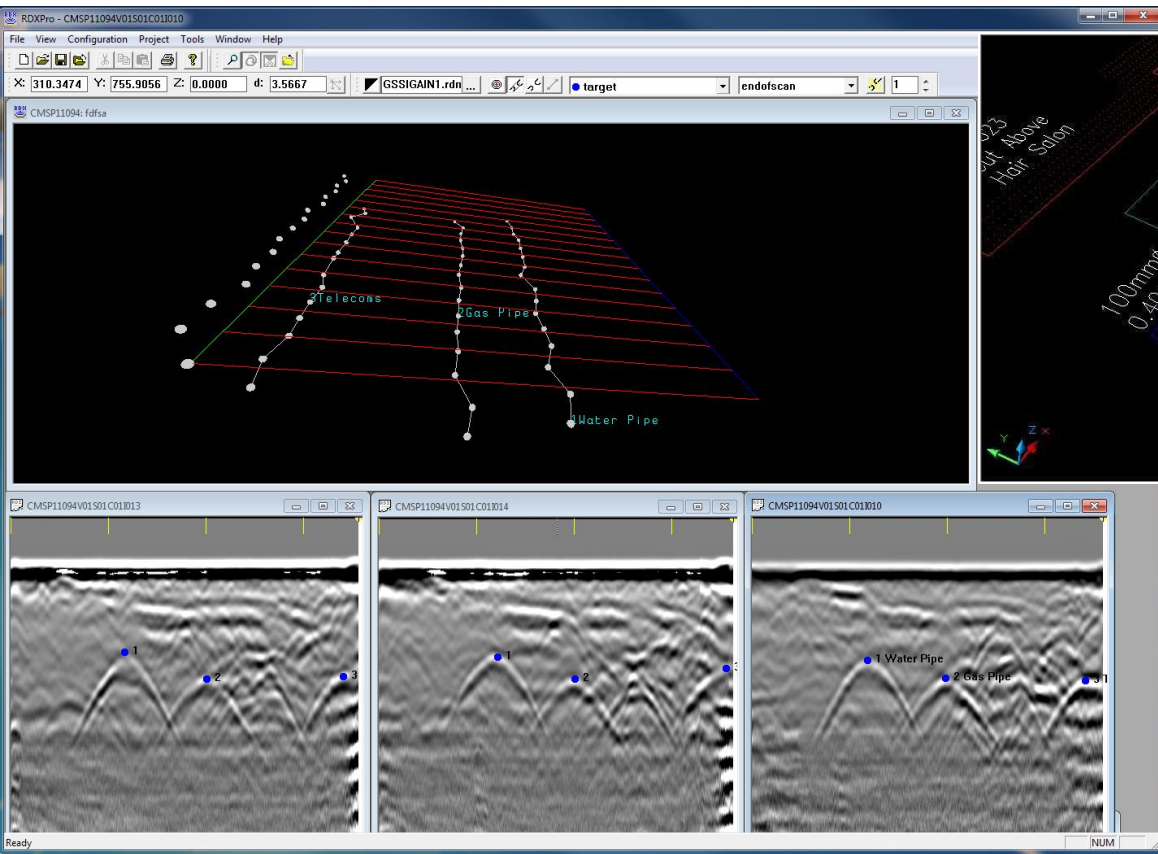 RDXPro - CMSP11094V01S01C01I010
File View Configuration Project Tools Window Help
X: 310.3474 Y: 755.9056 Z: 0.0000 d: 3.5667 GSSIGAIN1.rdn ... target endofscan 1
CMSP11094: fdfsa
3Telecoms
2Gas Pipe
1Water Pipe
Above
Hair Salon
100mm
Y Z X
CMSP11094V01S01C01I013
1
2
3
CMSP11094V01S01C01I014
1
2
3
CMSP11094V01S01C01I010
1 Water Pipe
2 Gas Pipe
Ready
NUM